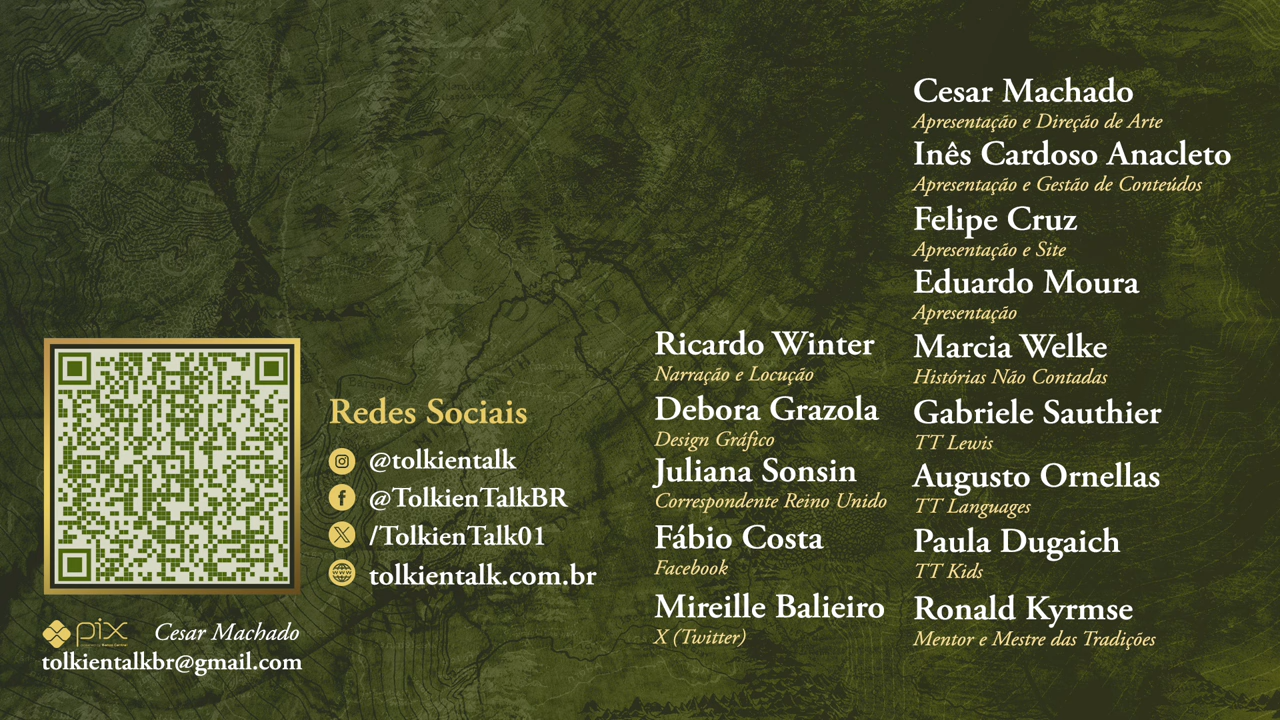 Cesar Machado
Apresentação e Direção de Arte
Inês Cardoso Anacleto
Apresentação e Gestão de Conteúdos
Felipe Cruz
Apresentação e Site
Eduardo Moura
Apresentação
Marcia Welke
Histórias Não Contadas
Gabriele Sauthier
TT Lewis
Augusto Ornellas
TT Languages
Paula Dugaich
TT Kids
Ronald Kyrmse
Mentor e Mestre das Tradições
Ricardo Winter
Narração e Locução
Debora Grazola
Design Gráfico
Juliana Sonsin
Correspondente Reino Unido
Fábio Costa
Facebook
Mireille Balieiro
X (Twitter)
Redes Sociais
@tolkientalk
@TolkienTalkBR
/TolkienTalk01
tolkientalk.com.br
pix
Cesar Machado
tolkientalkbr@gmail.com